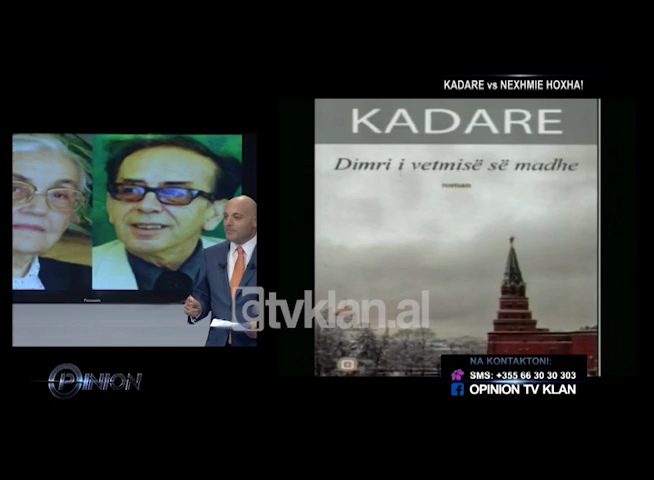 KADARE vs NEXHMIE HOXHA!
KADARE
Dimri i vetmisë së madhe
roman
Panasonic
tvklan.al
OPINION
NA KONTAKTONI:
SMS: +355 66 30 30 303
OPINION TV KLAN